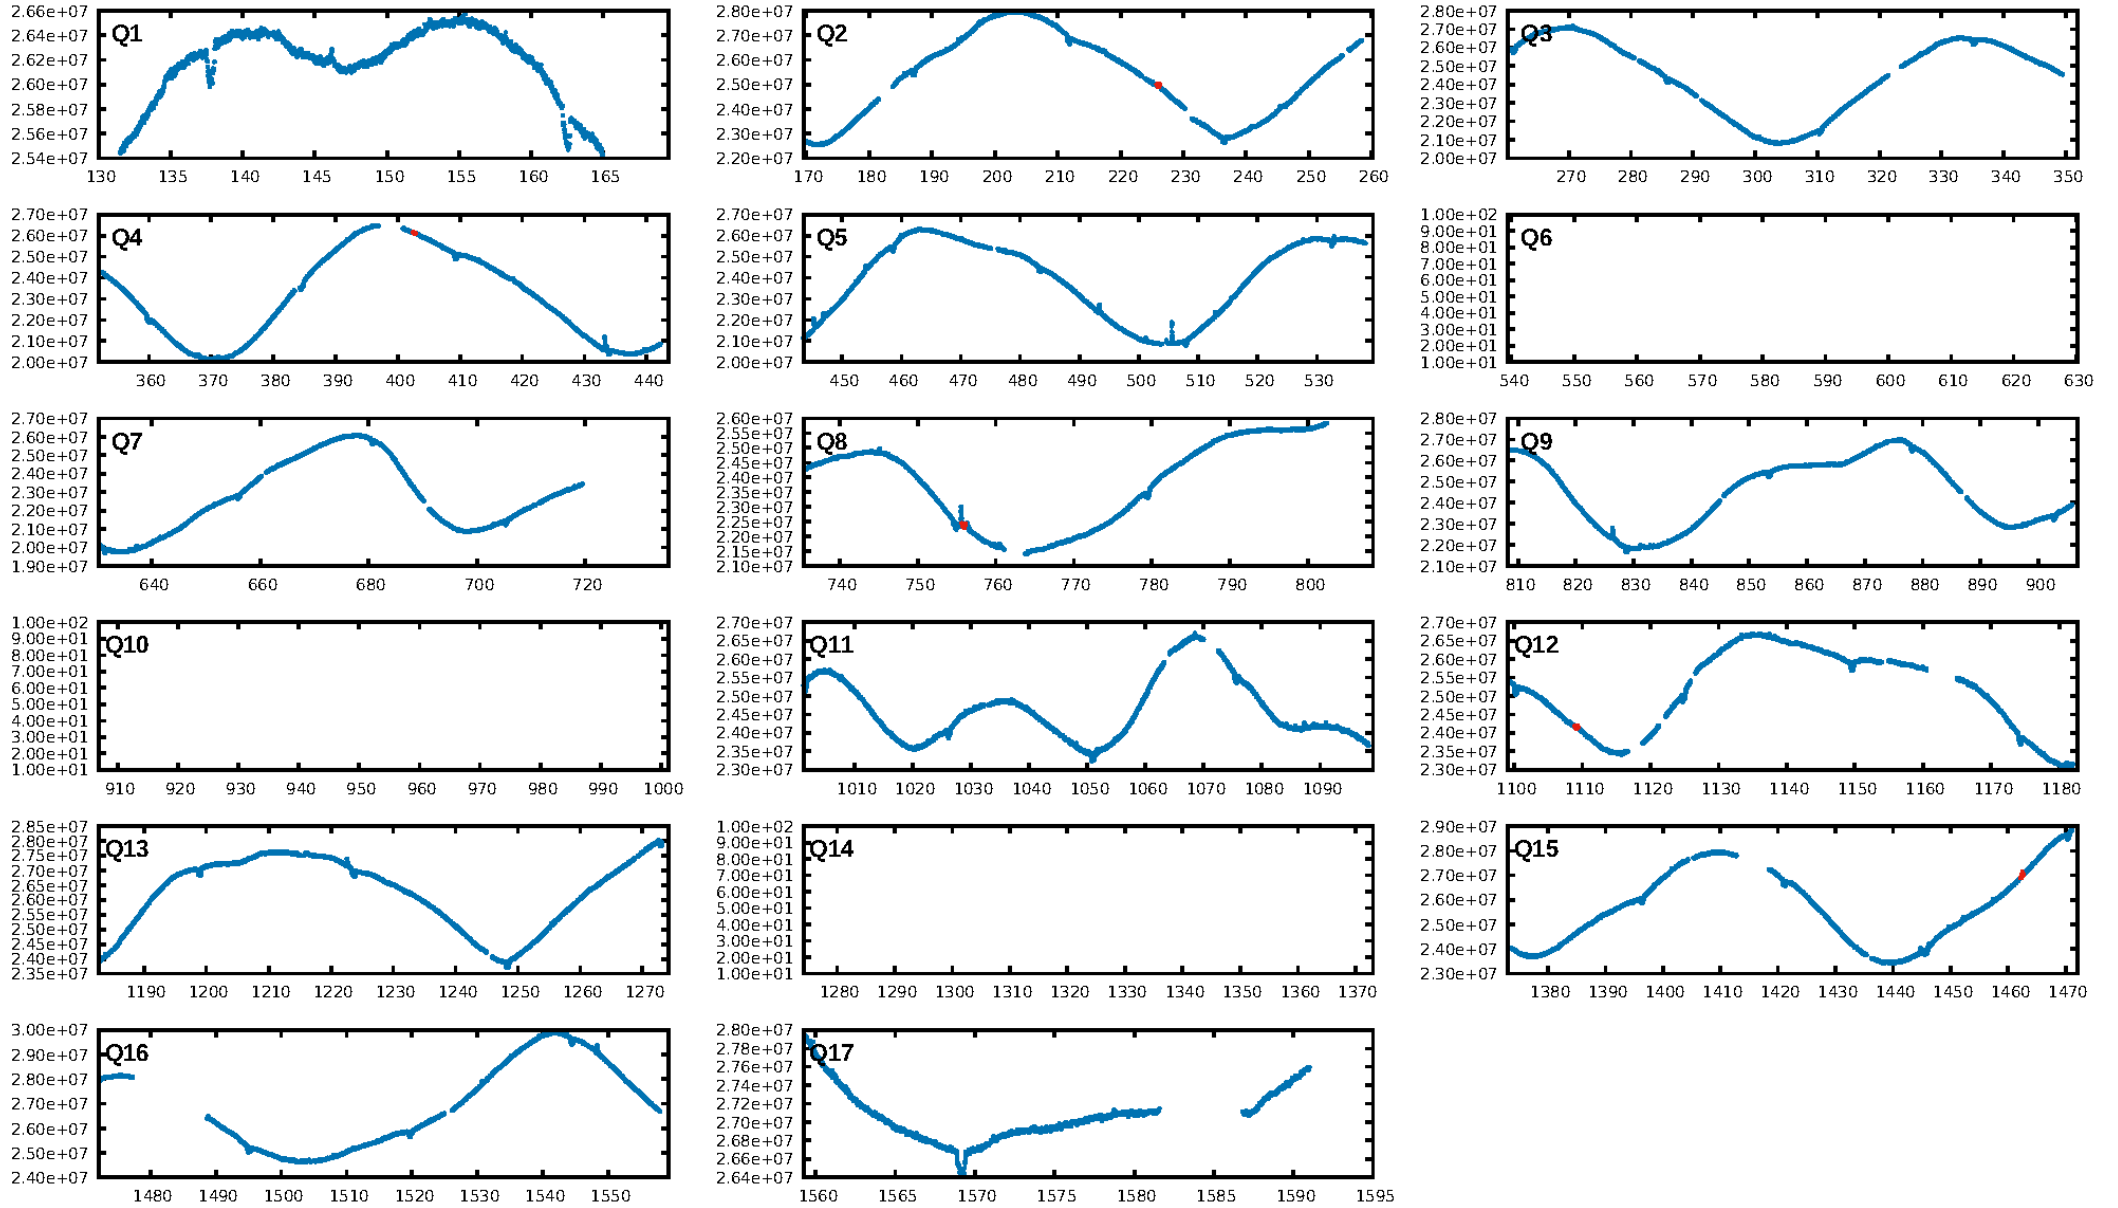 Q1
2.66e+07
2.64e+07
2.62e+07
2.60e+07
2.58e+07
2.56e+07
2.54e+07
130 135 140 145 150 155 160 165
Q2
2.80e+07
2.70e+07
2.60e+07
2.50e+07
2.40e+07
2.30e+07
2.20e+07
170 180 190 200 210 220 230 240 250 260
Q3
2.80e+07
2.70e+07
2.60e+07
2.50e+07
2.40e+07
2.30e+07
2.20e+07
2.10e+07
2.00e+07
270 280 290 300 310 320 330 340 350
Q4
2.70e+07
2.60e+07
2.50e+07
2.40e+07
2.30e+07
2.20e+07
2.10e+07
2.00e+07
360 370 380 390 400 410 420 430 440
Q5
2.70e+07
2.60e+07
2.50e+07
2.40e+07
2.30e+07
2.20e+07
2.10e+07
2.00e+07
450 460 470 480 490 500 510 520 530
Q6
1.00e+02
9.00e+01
8.00e+01
7.00e+01
6.00e+01
5.00e+01
4.00e+01
3.00e+01
2.00e+01
1.00e+01
540 550 560 570 580 590 600 610 620 630
Q7
2.70e+07
2.60e+07
2.50e+07
2.40e+07
2.30e+07
2.20e+07
2.10e+07
2.00e+07
1.90e+07
640 660 680 700 720
Q8
2.60e+07
2.55e+07
2.50e+07
2.45e+07
2.40e+07
2.35e+07
2.30e+07
2.25e+07
2.20e+07
2.15e+07
2.10e+07
740 750 760 770 780 790 800
Q9
2.80e+07
2.70e+07
2.60e+07
2.50e+07
2.40e+07
2.30e+07
2.20e+07
2.10e+07
810 820 830 840 850 860 870 880 890 900
Q10
1.00e+02
9.00e+01
8.00e+01
7.00e+01
6.00e+01
5.00e+01
4.00e+01
3.00e+01
2.00e+01
1.00e+01
910 920 930 940 950 960 970 980 990 1000
Q11
2.70e+07
2.65e+07
2.60e+07
2.55e+07
2.50e+07
2.45e+07
2.40e+07
2.35e+07
2.30e+07
1010 1020 1030 1040 1050 1060 1070 1080 1090
Q12
2.70e+07
2.65e+07
2.60e+07
2.55e+07
2.50e+07
2.45e+07
2.40e+07
2.35e+07
2.30e+07
1100 1110 1120 1130 1140 1150 1160 1170 1180
Q13
2.85e+07
2.80e+07
2.75e+07
2.70e+07
2.65e+07
2.60e+07
2.55e+07
2.50e+07
2.45e+07
2.40e+07
2.35e+07
1190 1200 1210 1220 1230 1240 1250 1260 1270
Q14
1.00e+02
9.00e+01
8.00e+01
7.00e+01
6.00e+01
5.00e+01
4.00e+01
3.00e+01
2.00e+01
1.00e+01
1280 1290 1300 1310 1320 1330 1340 1350 1360 1370
Q15
2.90e+07
2.80e+07
2.70e+07
2.60e+07
2.50e+07
2.40e+07
2.30e+07
1380 1390 1400 1410 1420 1430 1440 1450 1460 1470
Q16
3.00e+07
2.90e+07
2.80e+07
2.70e+07
2.60e+07
2.50e+07
2.40e+07
1480 1490 1500 1510 1520 1530 1540 1550
Q17
2.80e+07
2.78e+07
2.76e+07
2.74e+07
2.72e+07
2.70e+07
2.68e+07
2.66e+07
2.64e+07
1560 1565 1570 1575 1580 1585 1590 1595